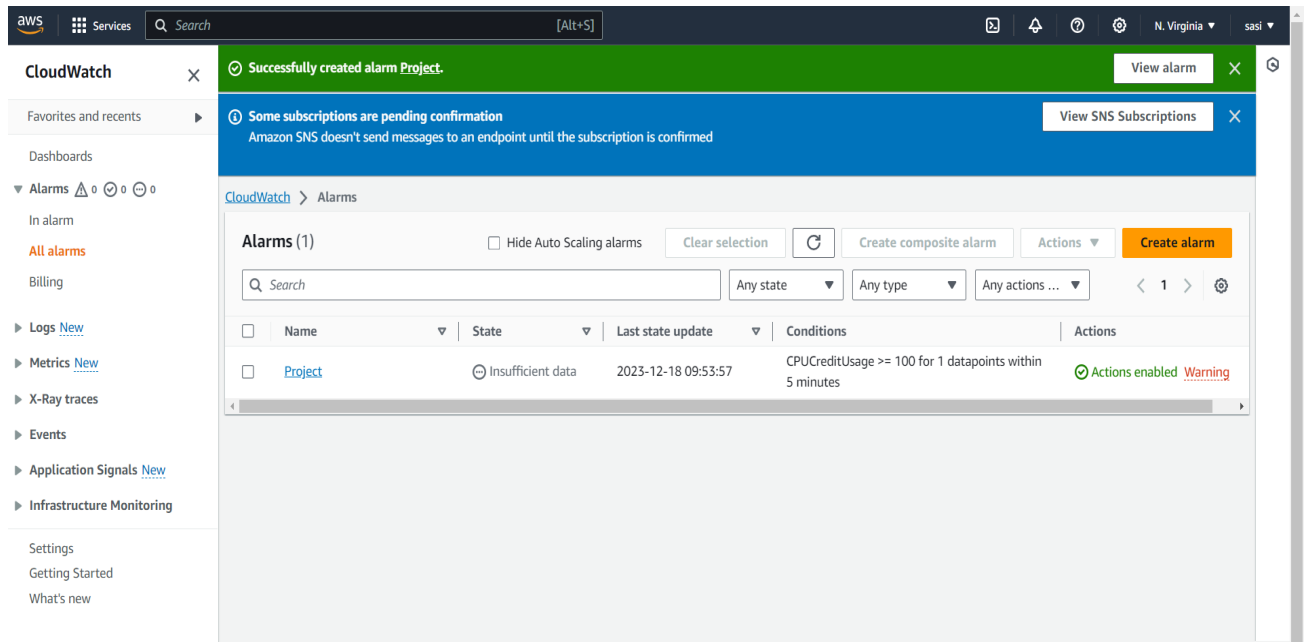 aws Services Search [Alt+S] N. Virginia sasi
CloudWatch
Favorites and recents
Dashboards
Alarms 0 0 0
In alarm
All alarms
Billing
Logs New
Metrics New
X-Ray traces
Events
Application Signals New
Infrastructure Monitoring
Settings
Getting Started
What's new
Successfully created alarm Project. View alarm
Some subscriptions are pending confirmation View SNS Subscriptions
Amazon SNS doesn't send messages to an endpoint until the subscription is confirmed
CloudWatch Alarms
Alarms (1) Hide Auto Scaling alarms Clear selection Create composite alarm Actions Create alarm
Search Any state Any type Any actions ... 1
Name State Last state update Conditions Actions
Project Insufficient data 2023-12-18 09:53:57 CPUCreditUsage >= 100 for 1 datapoints within Actions enabled Warning
5 minutes